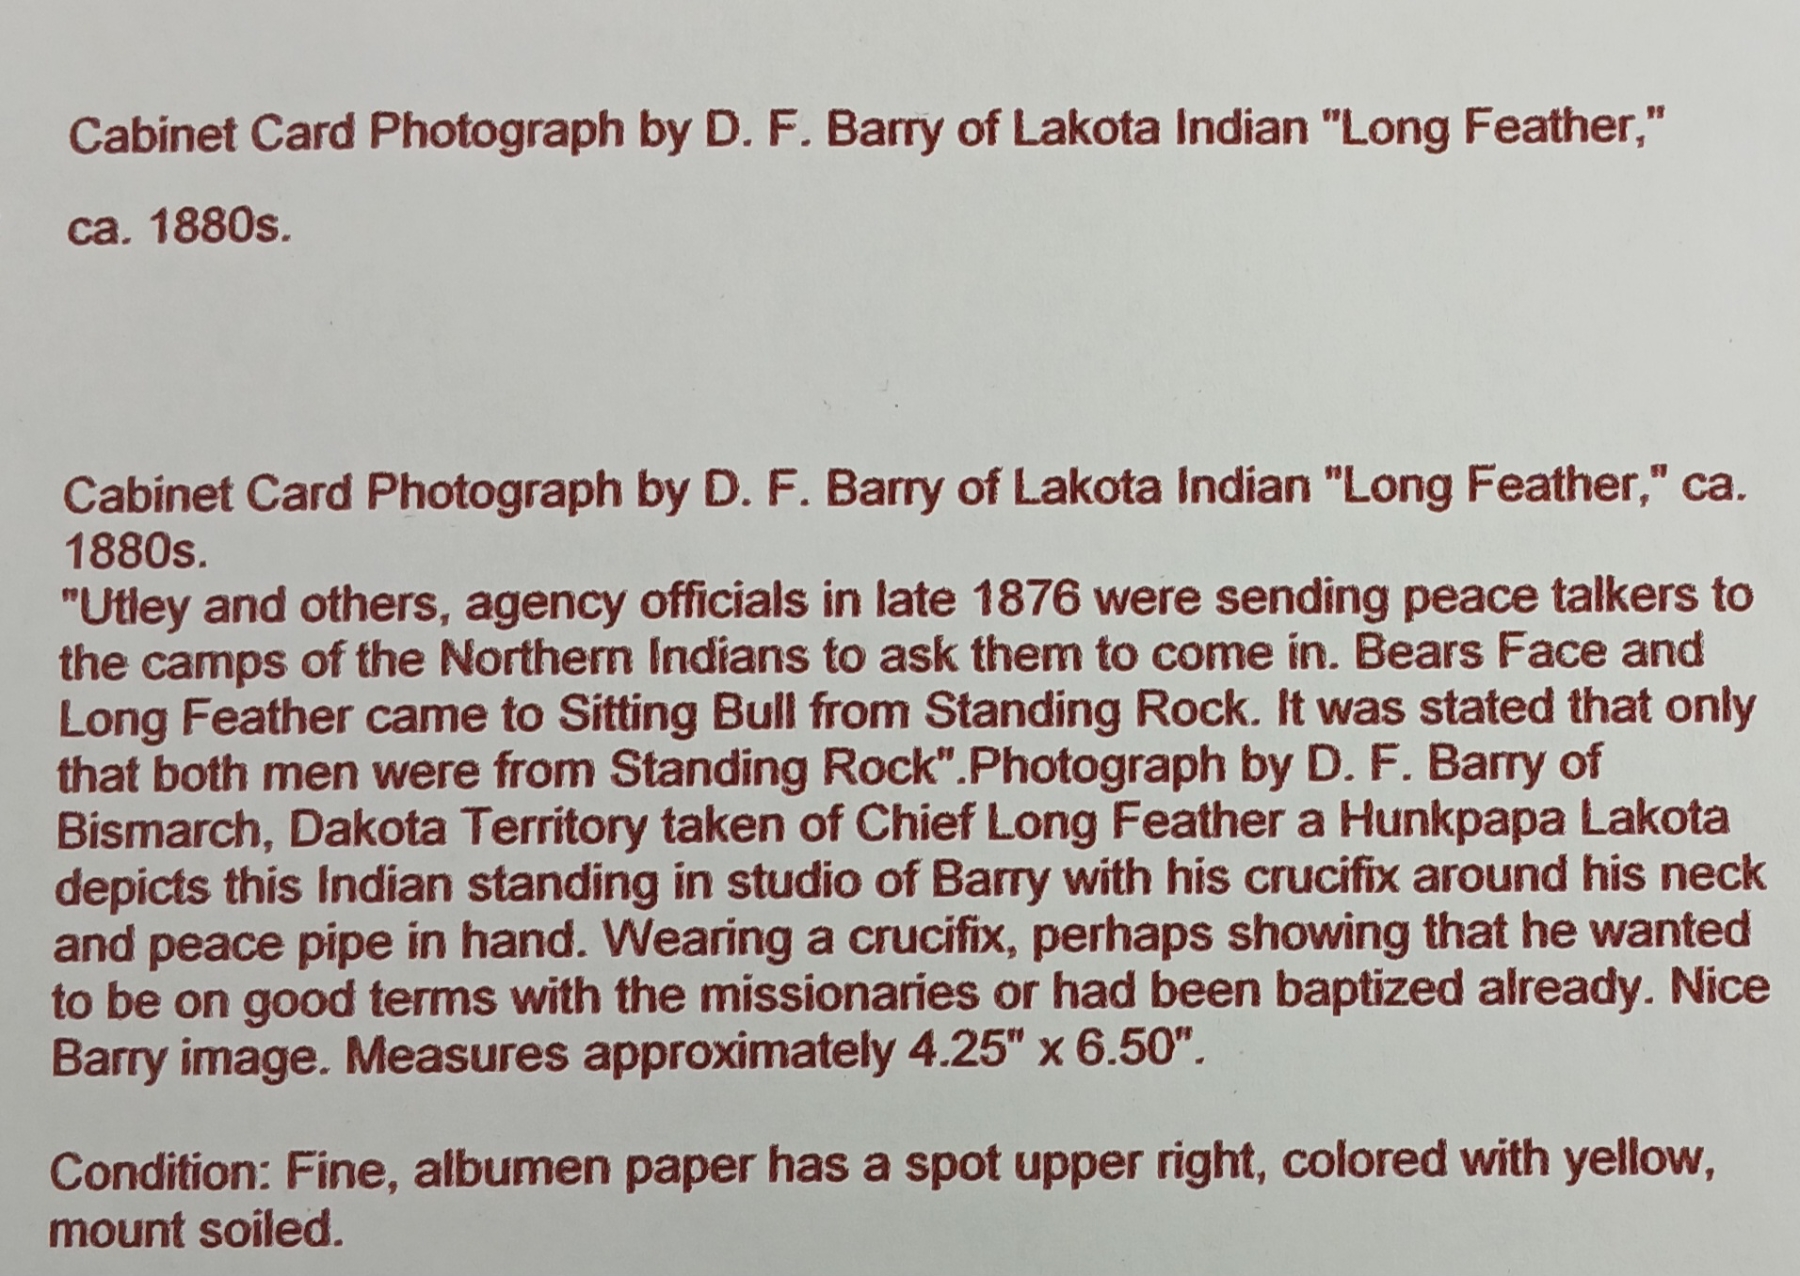 Cabinet Card Photograph by D. F. Barry of Lakota Indian "Long Feather,"
ca. 1880s.
Cabinet Card Photograph by D. F. Barry of Lakota Indian "Long Feather," ca.
1880s.
"Utley and others, agency officials in late 1876 were sending peace talkers to
the camps of the Northern Indians to ask them to come in. Bears Face and
Long Feather came to Sitting Bull from Standing Rock. It was stated that only
that both men were from Standing Rock".Photograph by D. F. Barry of
Bismarch, Dakota Territory taken of Chief Long Feather a Hunkpapa Lakota
depicts this Indian standing in studio of Barry with his crucifix around his neck
and peace pipe in hand. Wearing a crucifix, perhaps showing that he wanted
to be on good terms with the missionaries or had been baptized already. Nice
Barry image. Measures approximately 4.25" x 6.50".
Condition: Fine, albumen paper has a spot upper right, colored with yellow,
mount soiled.